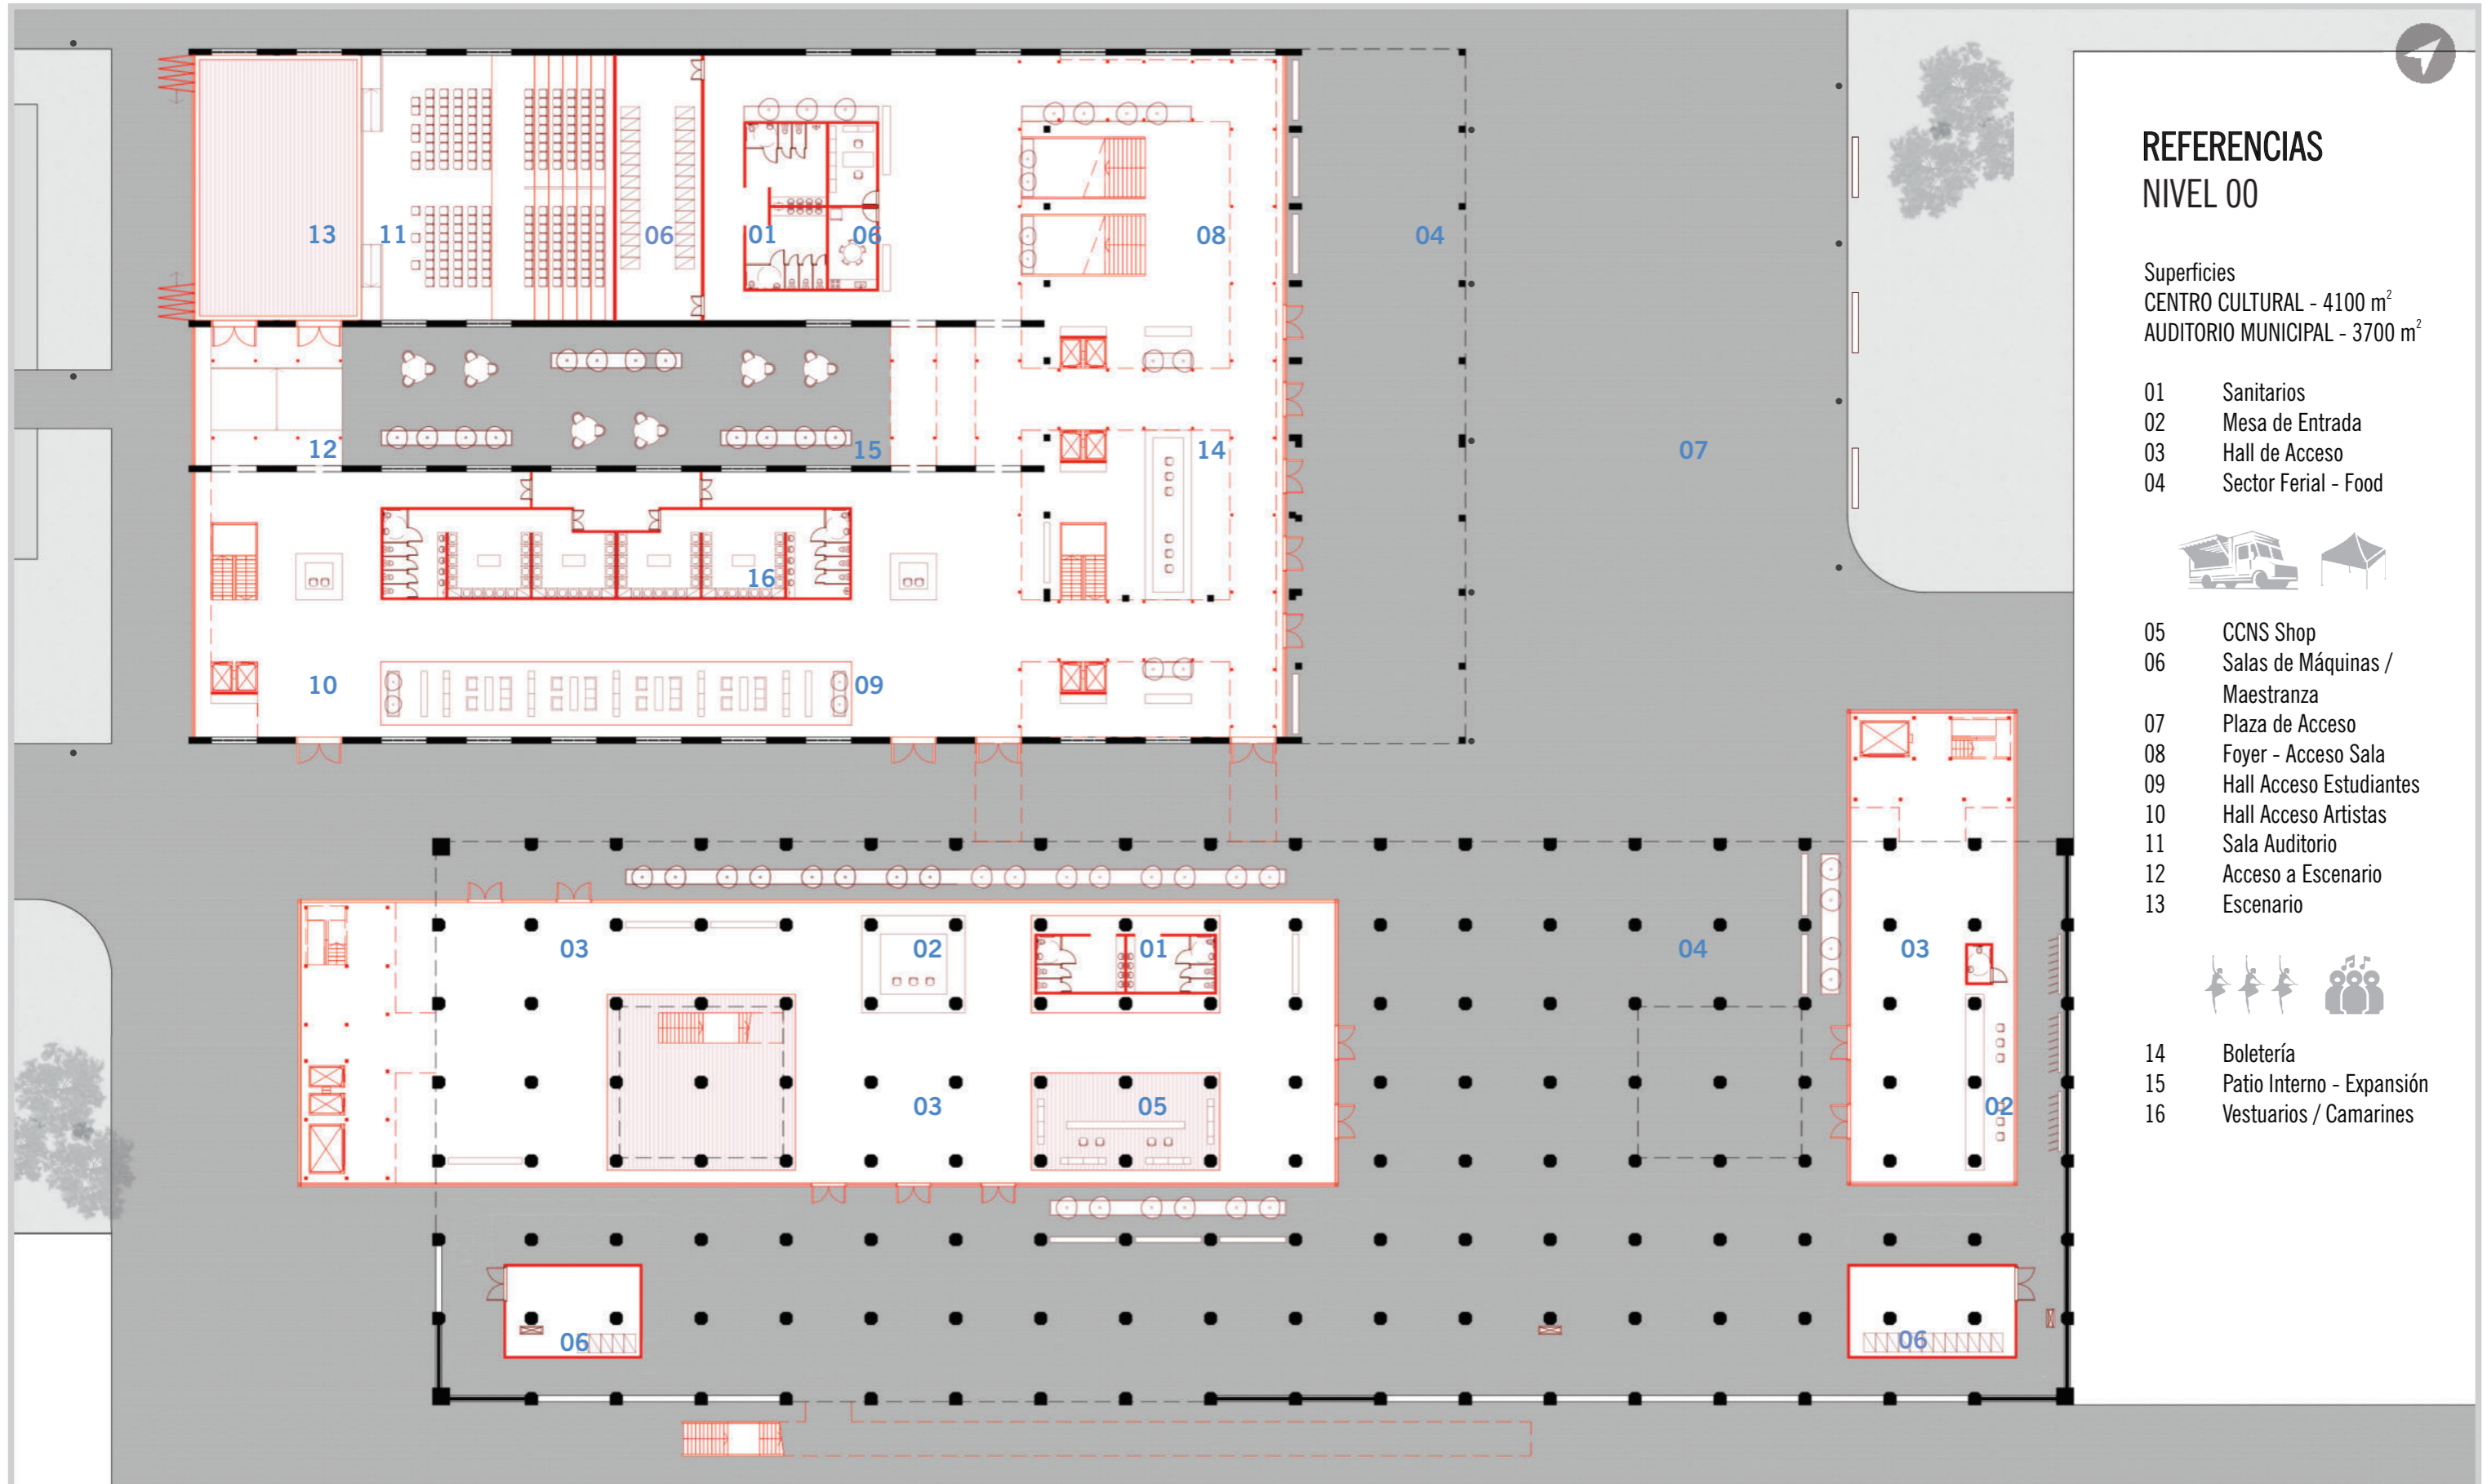 13
11
06
01
06
08
04
12
15
14
07
16
10
09
03
02
01
04
03
03
05
02
06
06
REFERENCIAS
NIVEL 00
Superficies
CENTRO CULTURAL - 4100 m²
AUDITORIO MUNICIPAL - 3700 m²
01 Sanitarios
02 Mesa de Entrada
03 Hall de Acceso
04 Sector Ferial - Food
05 CCNS Shop
06 Salas de Máquinas /
Maestranza
07 Plaza de Acceso
08 Foyer - Acceso Sala
09 Hall Acceso Estudiantes
10 Hall Acceso Artistas
11 Sala Auditorio
12 Acceso a Escenario
13 Escenario
14 Boletería
15 Patio Interno - Expansión
16 Vestuarios / Camarines